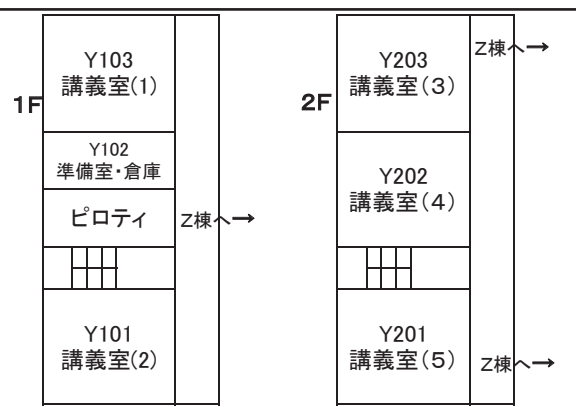 1F
Y103
講義室(1)
Y102
準備室・倉庫
ピロティ
Z棟へ→
Y101
講義室(2)
2F
Y203
講義室(3)
Z棟へ→
Y202
講義室(4)
Y201
講義室(5)
Z棟へ→